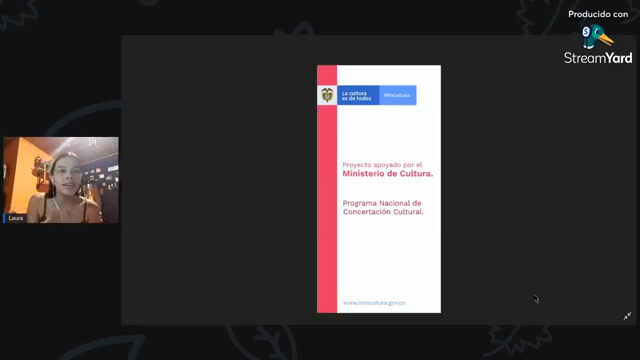 Producido con
StreamYard
La cultura
es de todos
Mincultura
Proyecto apoyado por el
Ministerio de Cultura.
Programa Nacional de
Concertación Cultural.
Laura
www.mincultura.gov.co